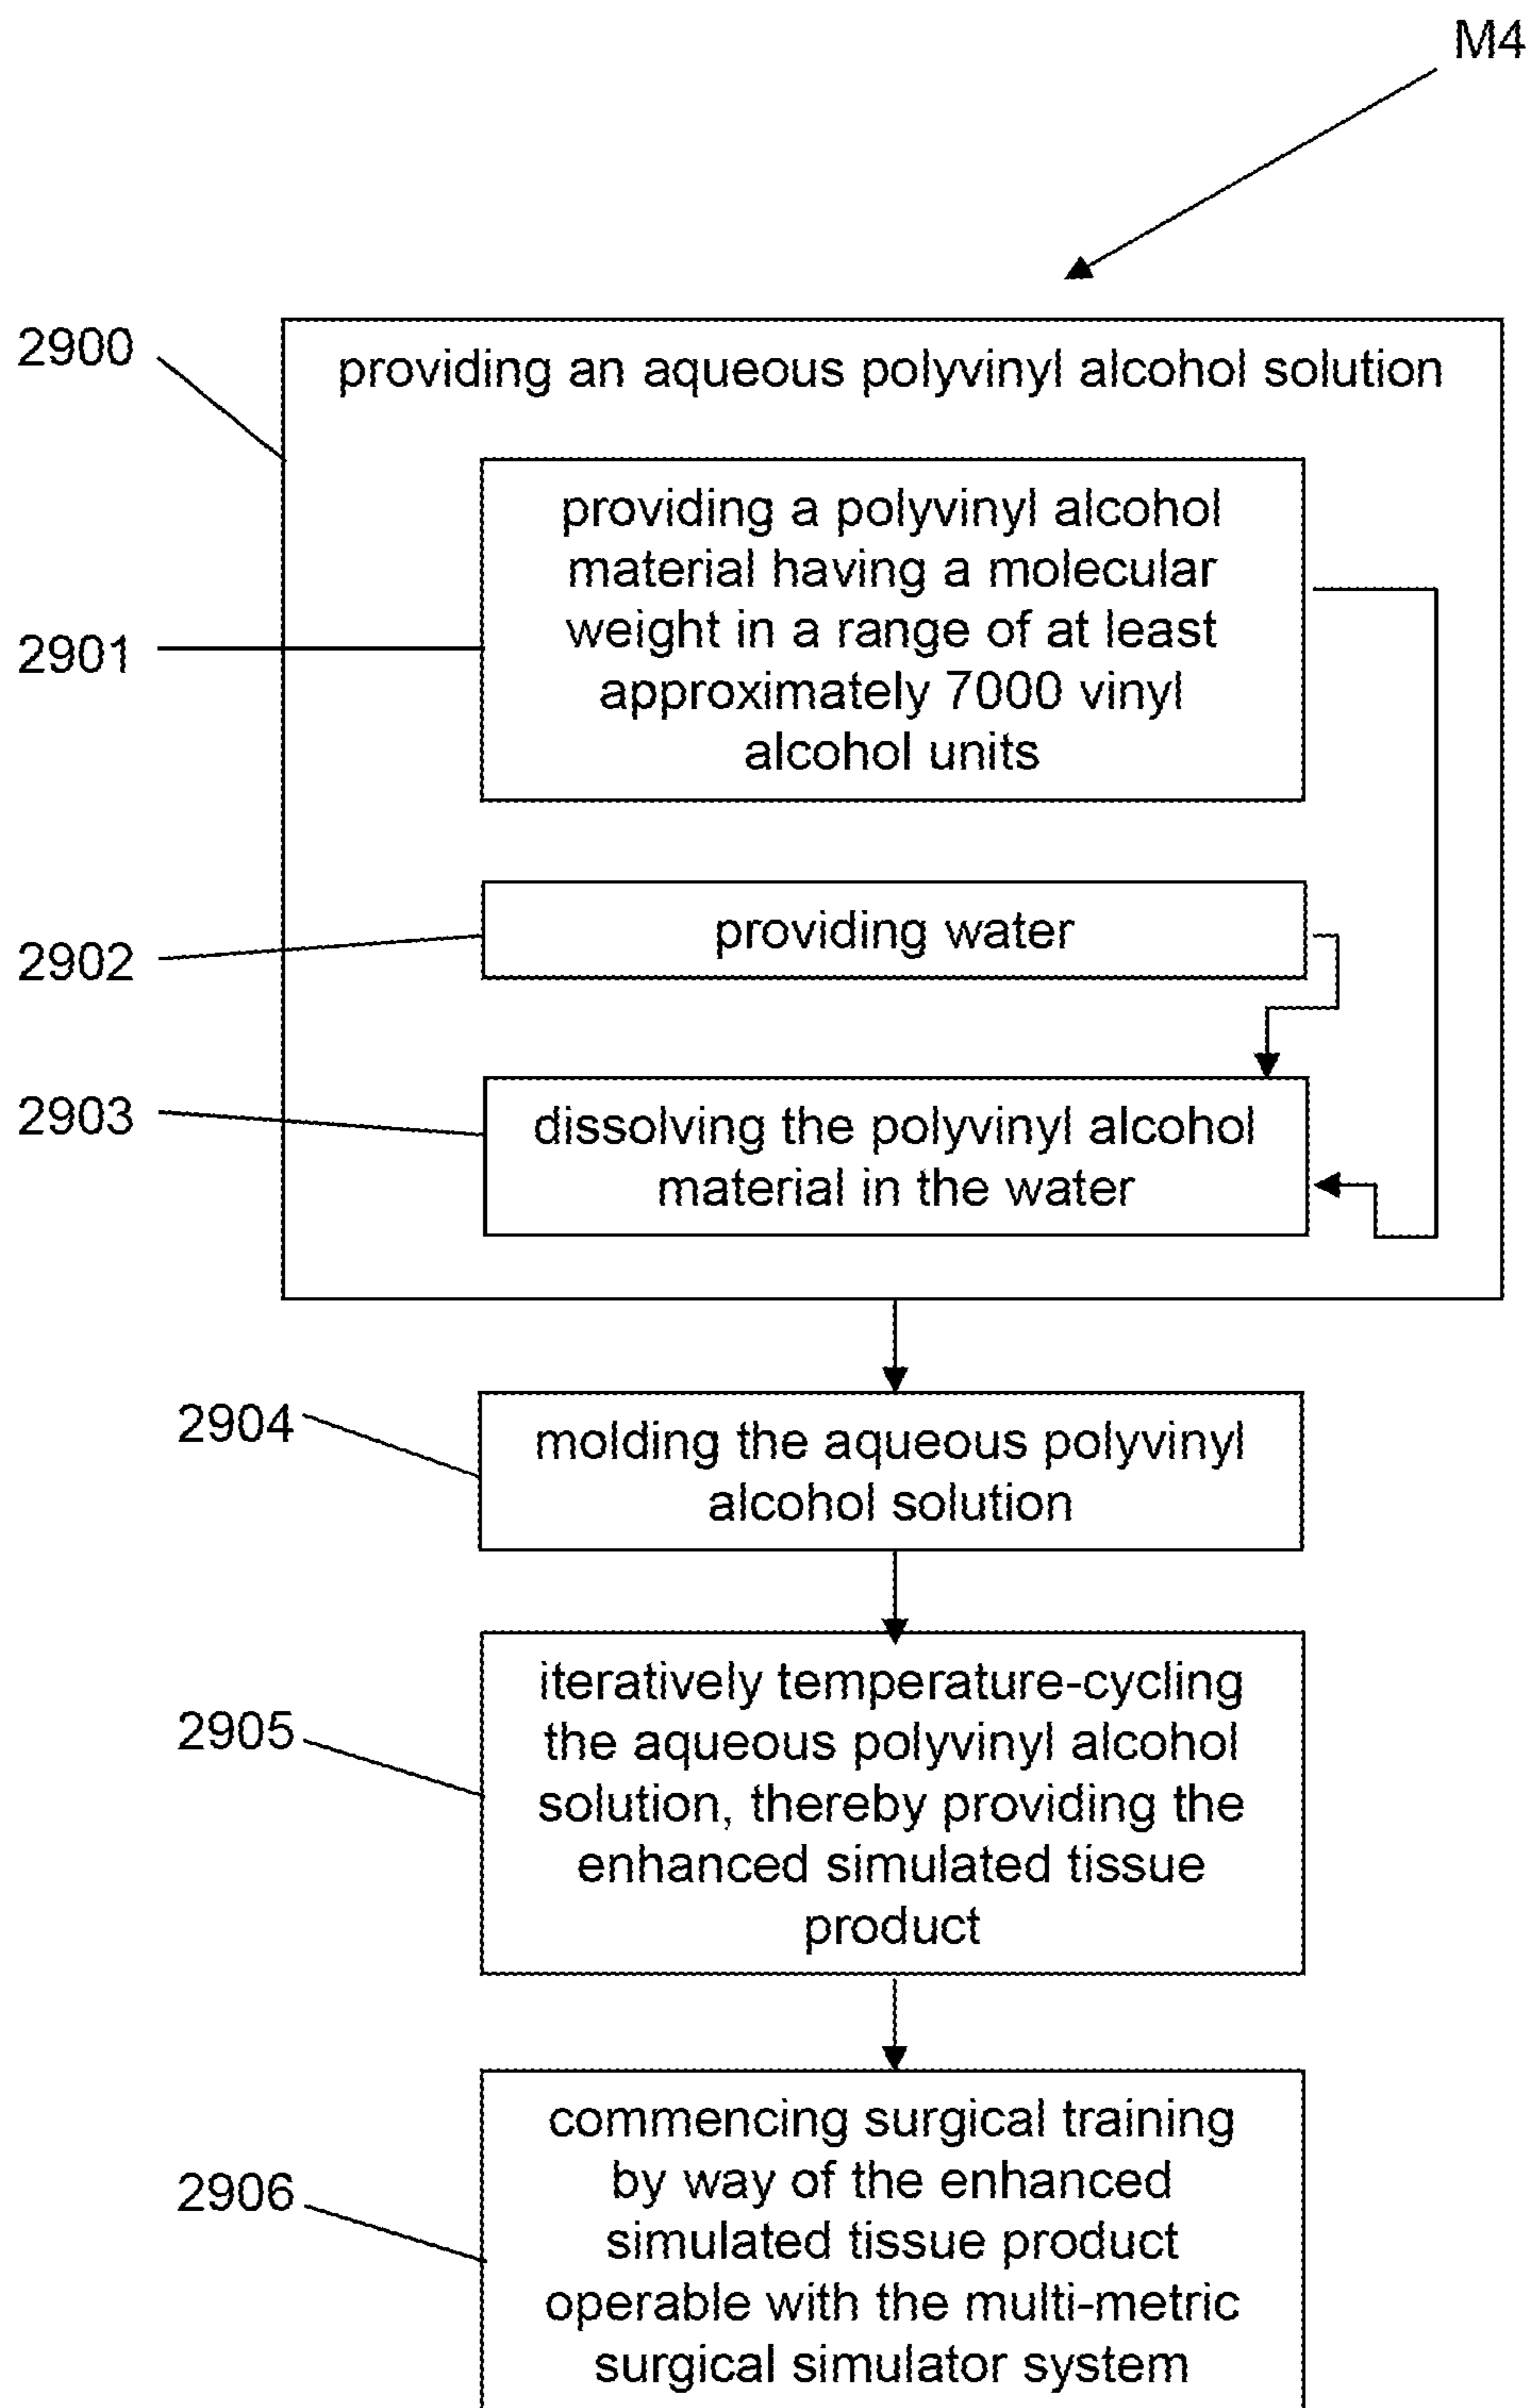 M4
2900
providing an aqueous polyvinyl alcohol solution
providing a polyvinyl alcohol
material having a molecular
weight in a range of at least
approximately 7000 vinyl
alcohol units
2901
providing water
2902
2903
dissolving the polyvinyl alcohol
material in the water
2904
molding the aqueous polyvinyl
alcohol solution
iteratively temperature-cycling
the aqueous polyvinyl alcohol
solution, thereby providing the
enhanced simulated tissue
product
2905
commencing surgical training
by way of the enhanced
simulated tissue product
operable with the multi-metric
surgical simulator system
2906